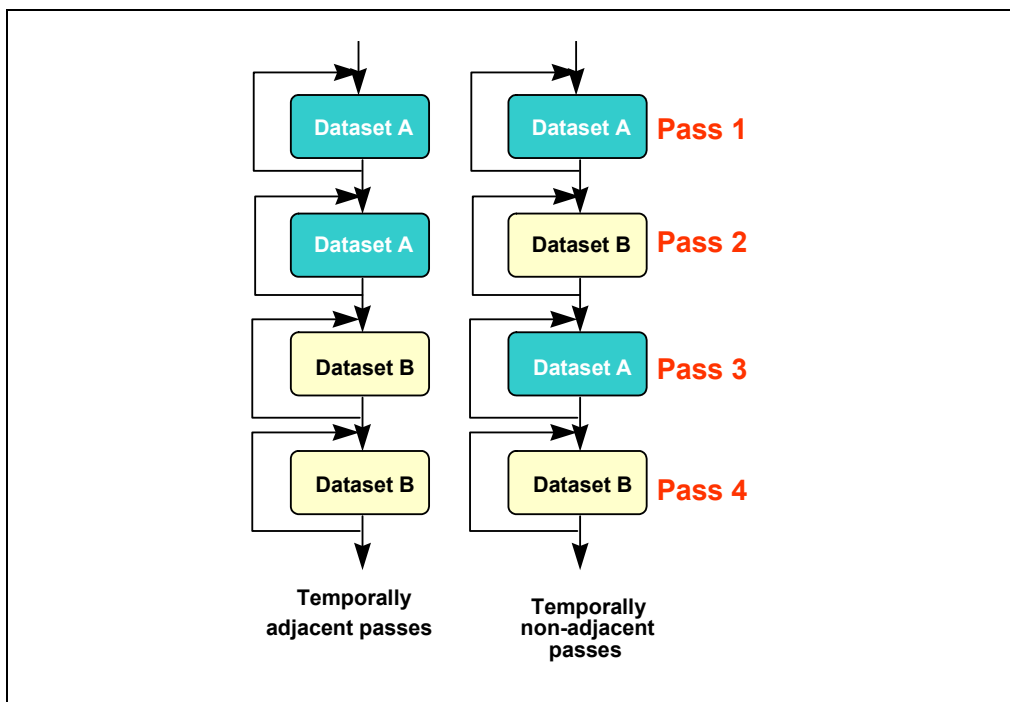 Dataset A
Dataset A
Pass 1
Dataset A
Dataset B
Pass 2
Dataset B
Dataset A
Pass 3
Dataset B
Dataset B
Pass 4
Temporally
adjacent passes
Temporally
non-adjacent
passes